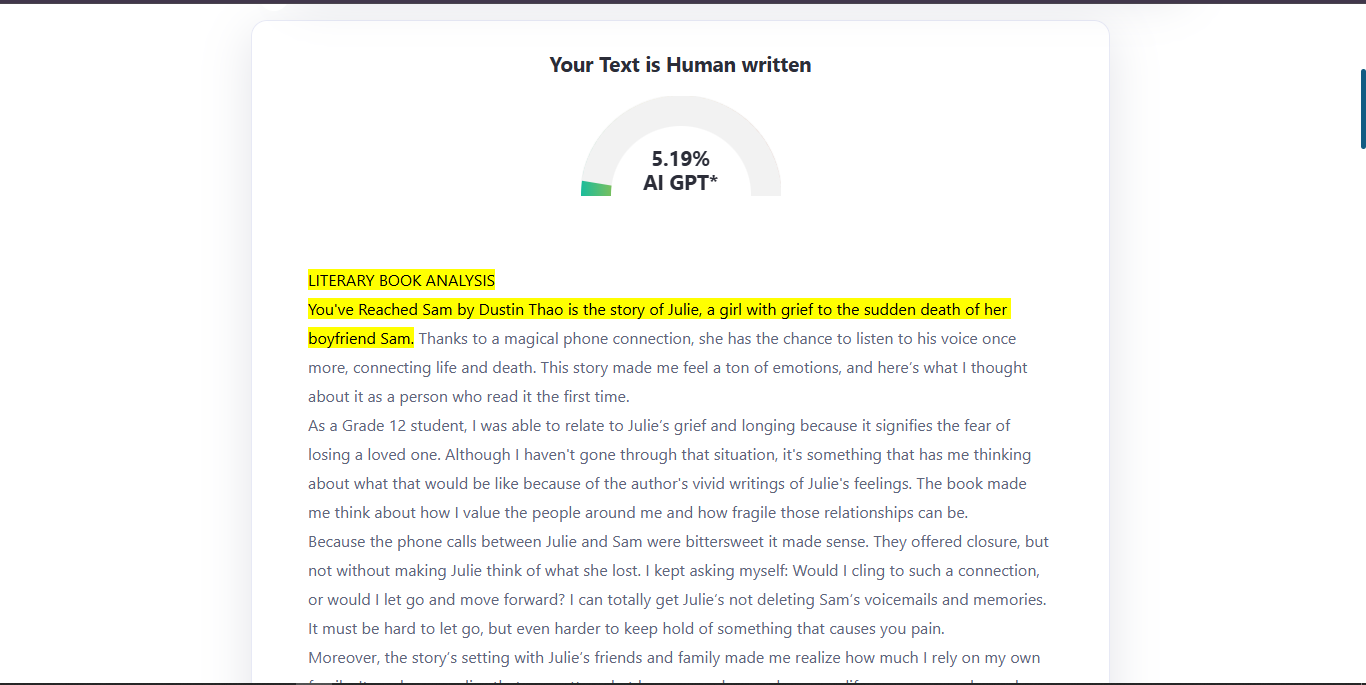 Your Text is Human written
5.19%
AI GPT*
LITERARY BOOK ANALYSIS
You've Reached Sam by Dustin Thao is the story of Julie, a girl with grief to the sudden death of her
boyfriend Sam. Thanks to a magical phone connection, she has the chance to listen to his voice once
more, connecting life and death. This story made me feel a ton of emotions, and here’s what I thought
about it as a person who read it the first time.
As a Grade 12 student, I was able to relate to Julie’s grief and longing because it signifies the fear of
losing a loved one. Although I haven't gone through that situation, it's something that has me thinking
about what that would be like because of the author's vivid writings of Julie's feelings. The book made
me think about how I value the people around me and how fragile those relationships can be.
Because the phone calls between Julie and Sam were bittersweet it made sense. They offered closure, but
not without making Julie think of what she lost. I kept asking myself: Would I cling to such a connection,
or would I let go and move forward? I can totally get Julie’s not deleting Sam’s voicemails and memories.
It must be hard to let go, but even harder to keep hold of something that causes you pain.
Moreover, the story’s setting with Julie’s friends and family made me realize how much I rely on my own